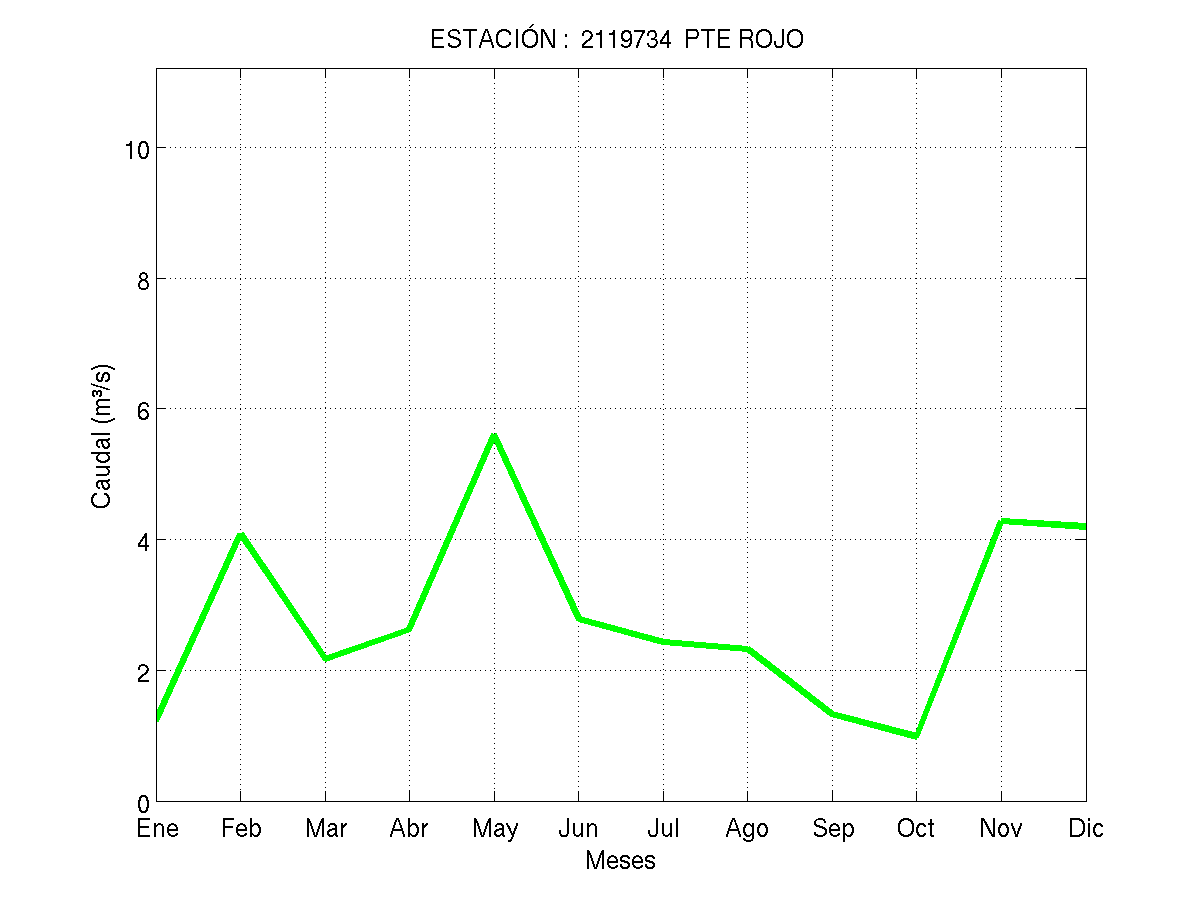 ESTACIÓN :  2119734  PTE ROJO
10
8
6
4
2
0
Caudal (m³/s)
Ene Feb Mar Abr May Jun Jul Ago Sep Oct Nov Dic
Meses